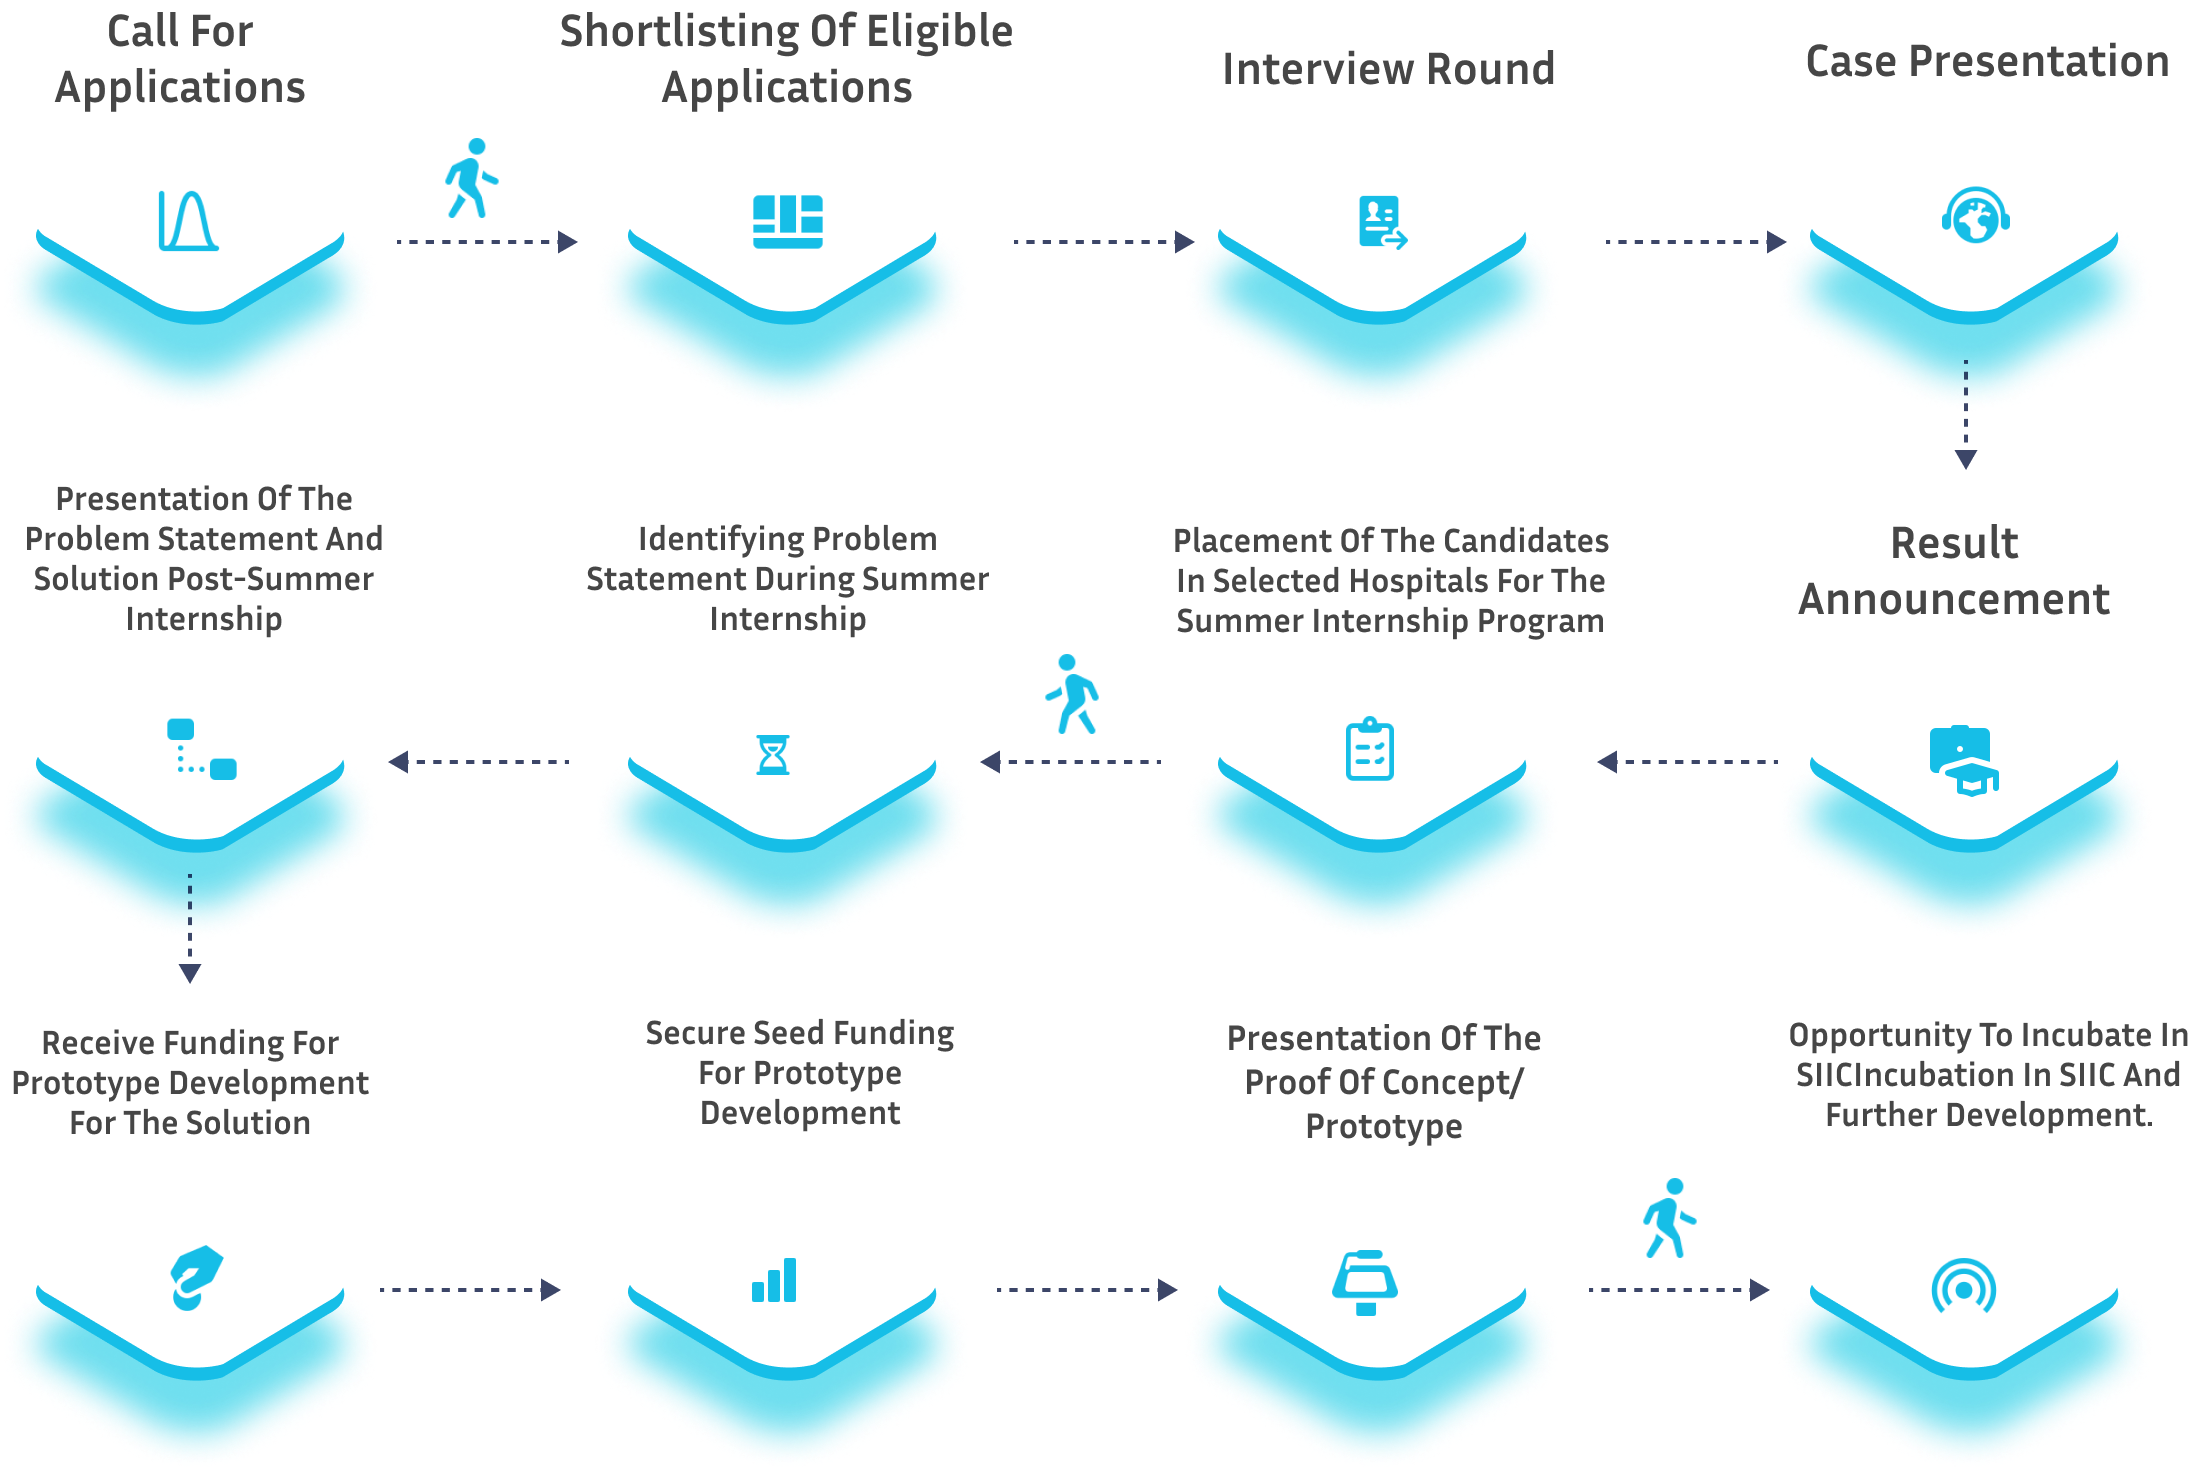 Call For
Applications
Shortlisting Of Eligible
Applications
Interview Round
Case Presentation
Presentation Of The
Problem Statement And
Solution Post-Summer
Internship
Identifying Problem
Statement During Summer
Internship
Placement Of The Candidates
In Selected Hospitals For The
Summer Internship Program
Result
Announcement
Receive Funding For
Prototype Development
For The Solution
Secure Seed Funding
For Prototype
Development
Presentation Of The
Proof Of Concept/
Prototype
Opportunity To Incubate In
SIICIncubation In SIIC And
Further Development.